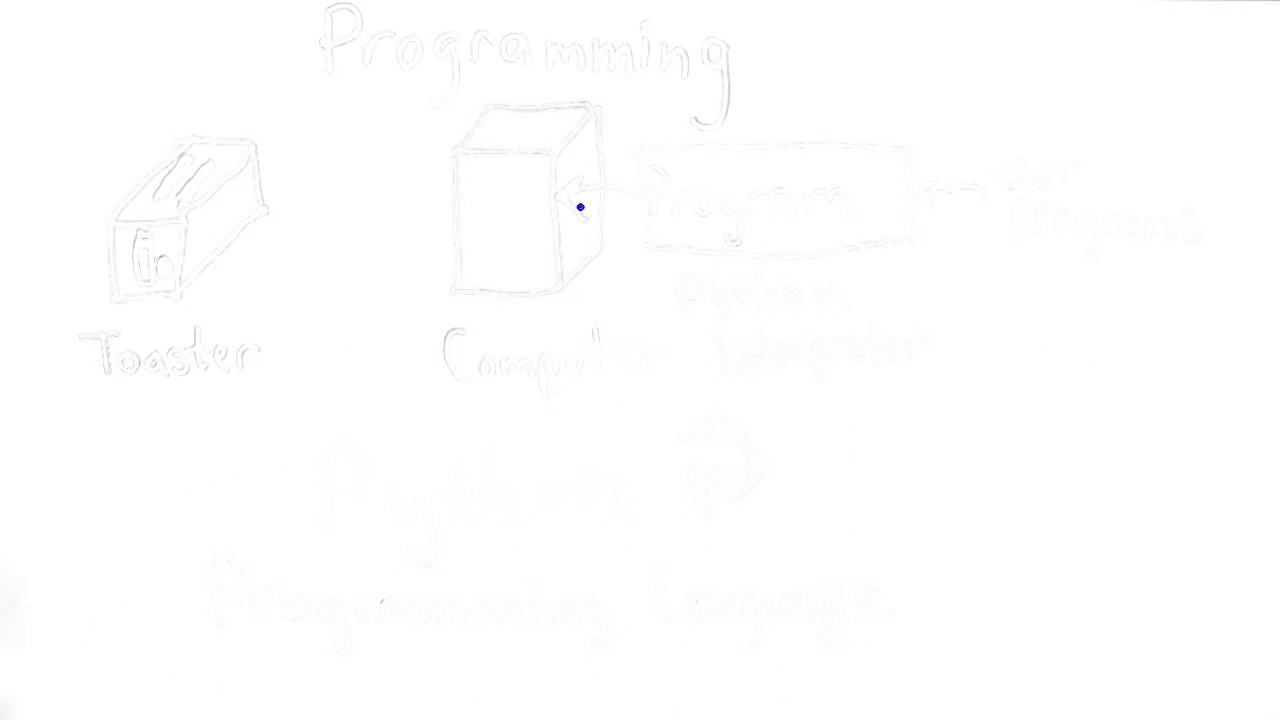 Programming
Program
Our
Programs
Python
Interpreter
Toaster
Computer
Python
Programming Language